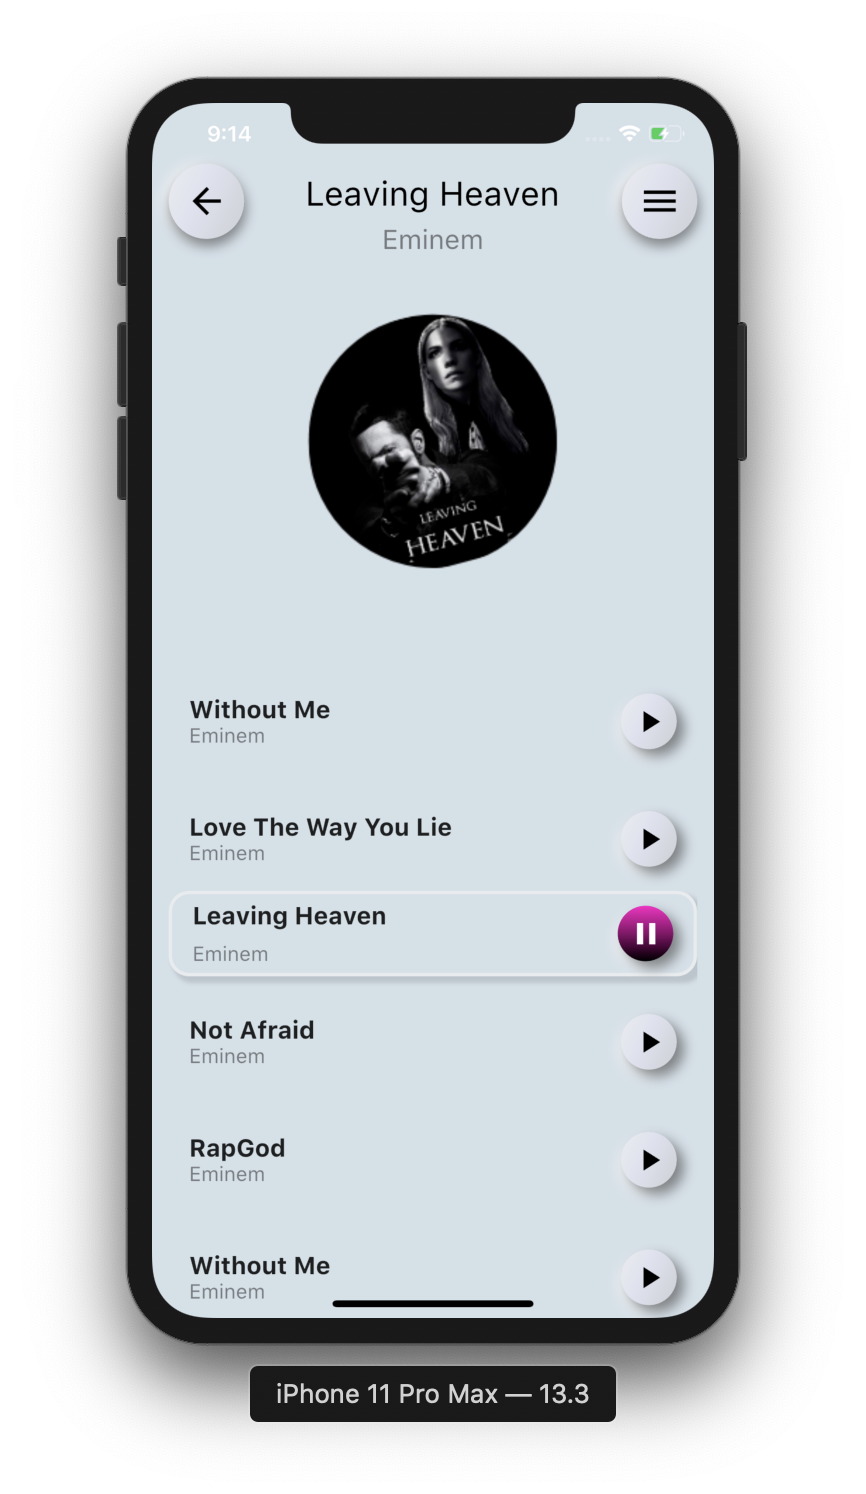 9:14
Leaving Heaven
Eminem
LEAVING
HEAVEN
Without Me
Eminem
Love The Way You Lie
Eminem
Leaving Heaven
Eminem
Not Afraid
Eminem
RapGod
Eminem
Without Me
Eminem
iPhone 11 Pro Max — 13.3